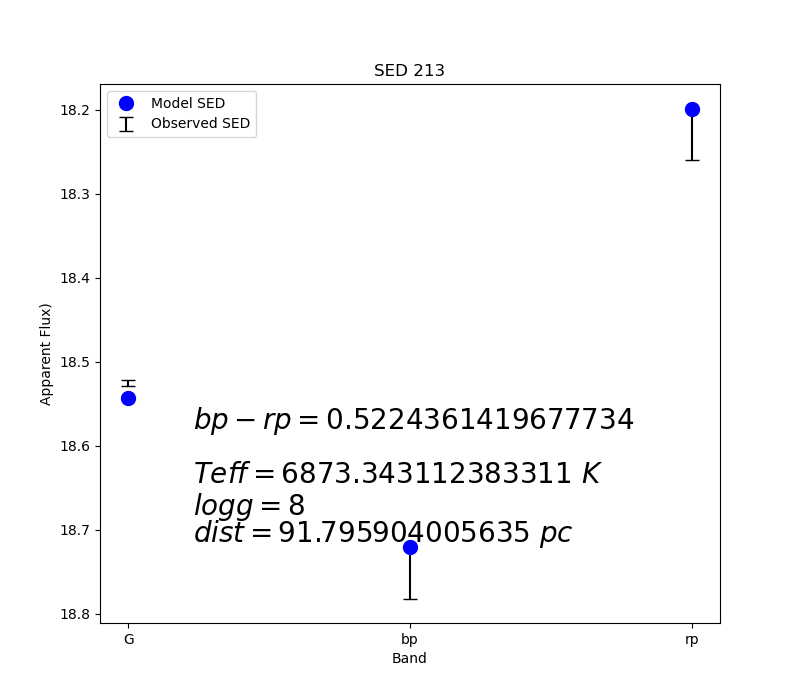 SED 213
Model SED
Observed SED
18.2
18.3
18.4
18.5
18.6
18.7
18.8
Apparent Flux)
bp − rp = 0.5224361419677734
Teff = 6873.343112383311 K
logg = 8
dist = 91.795904005635 pc
G bp rp
Band